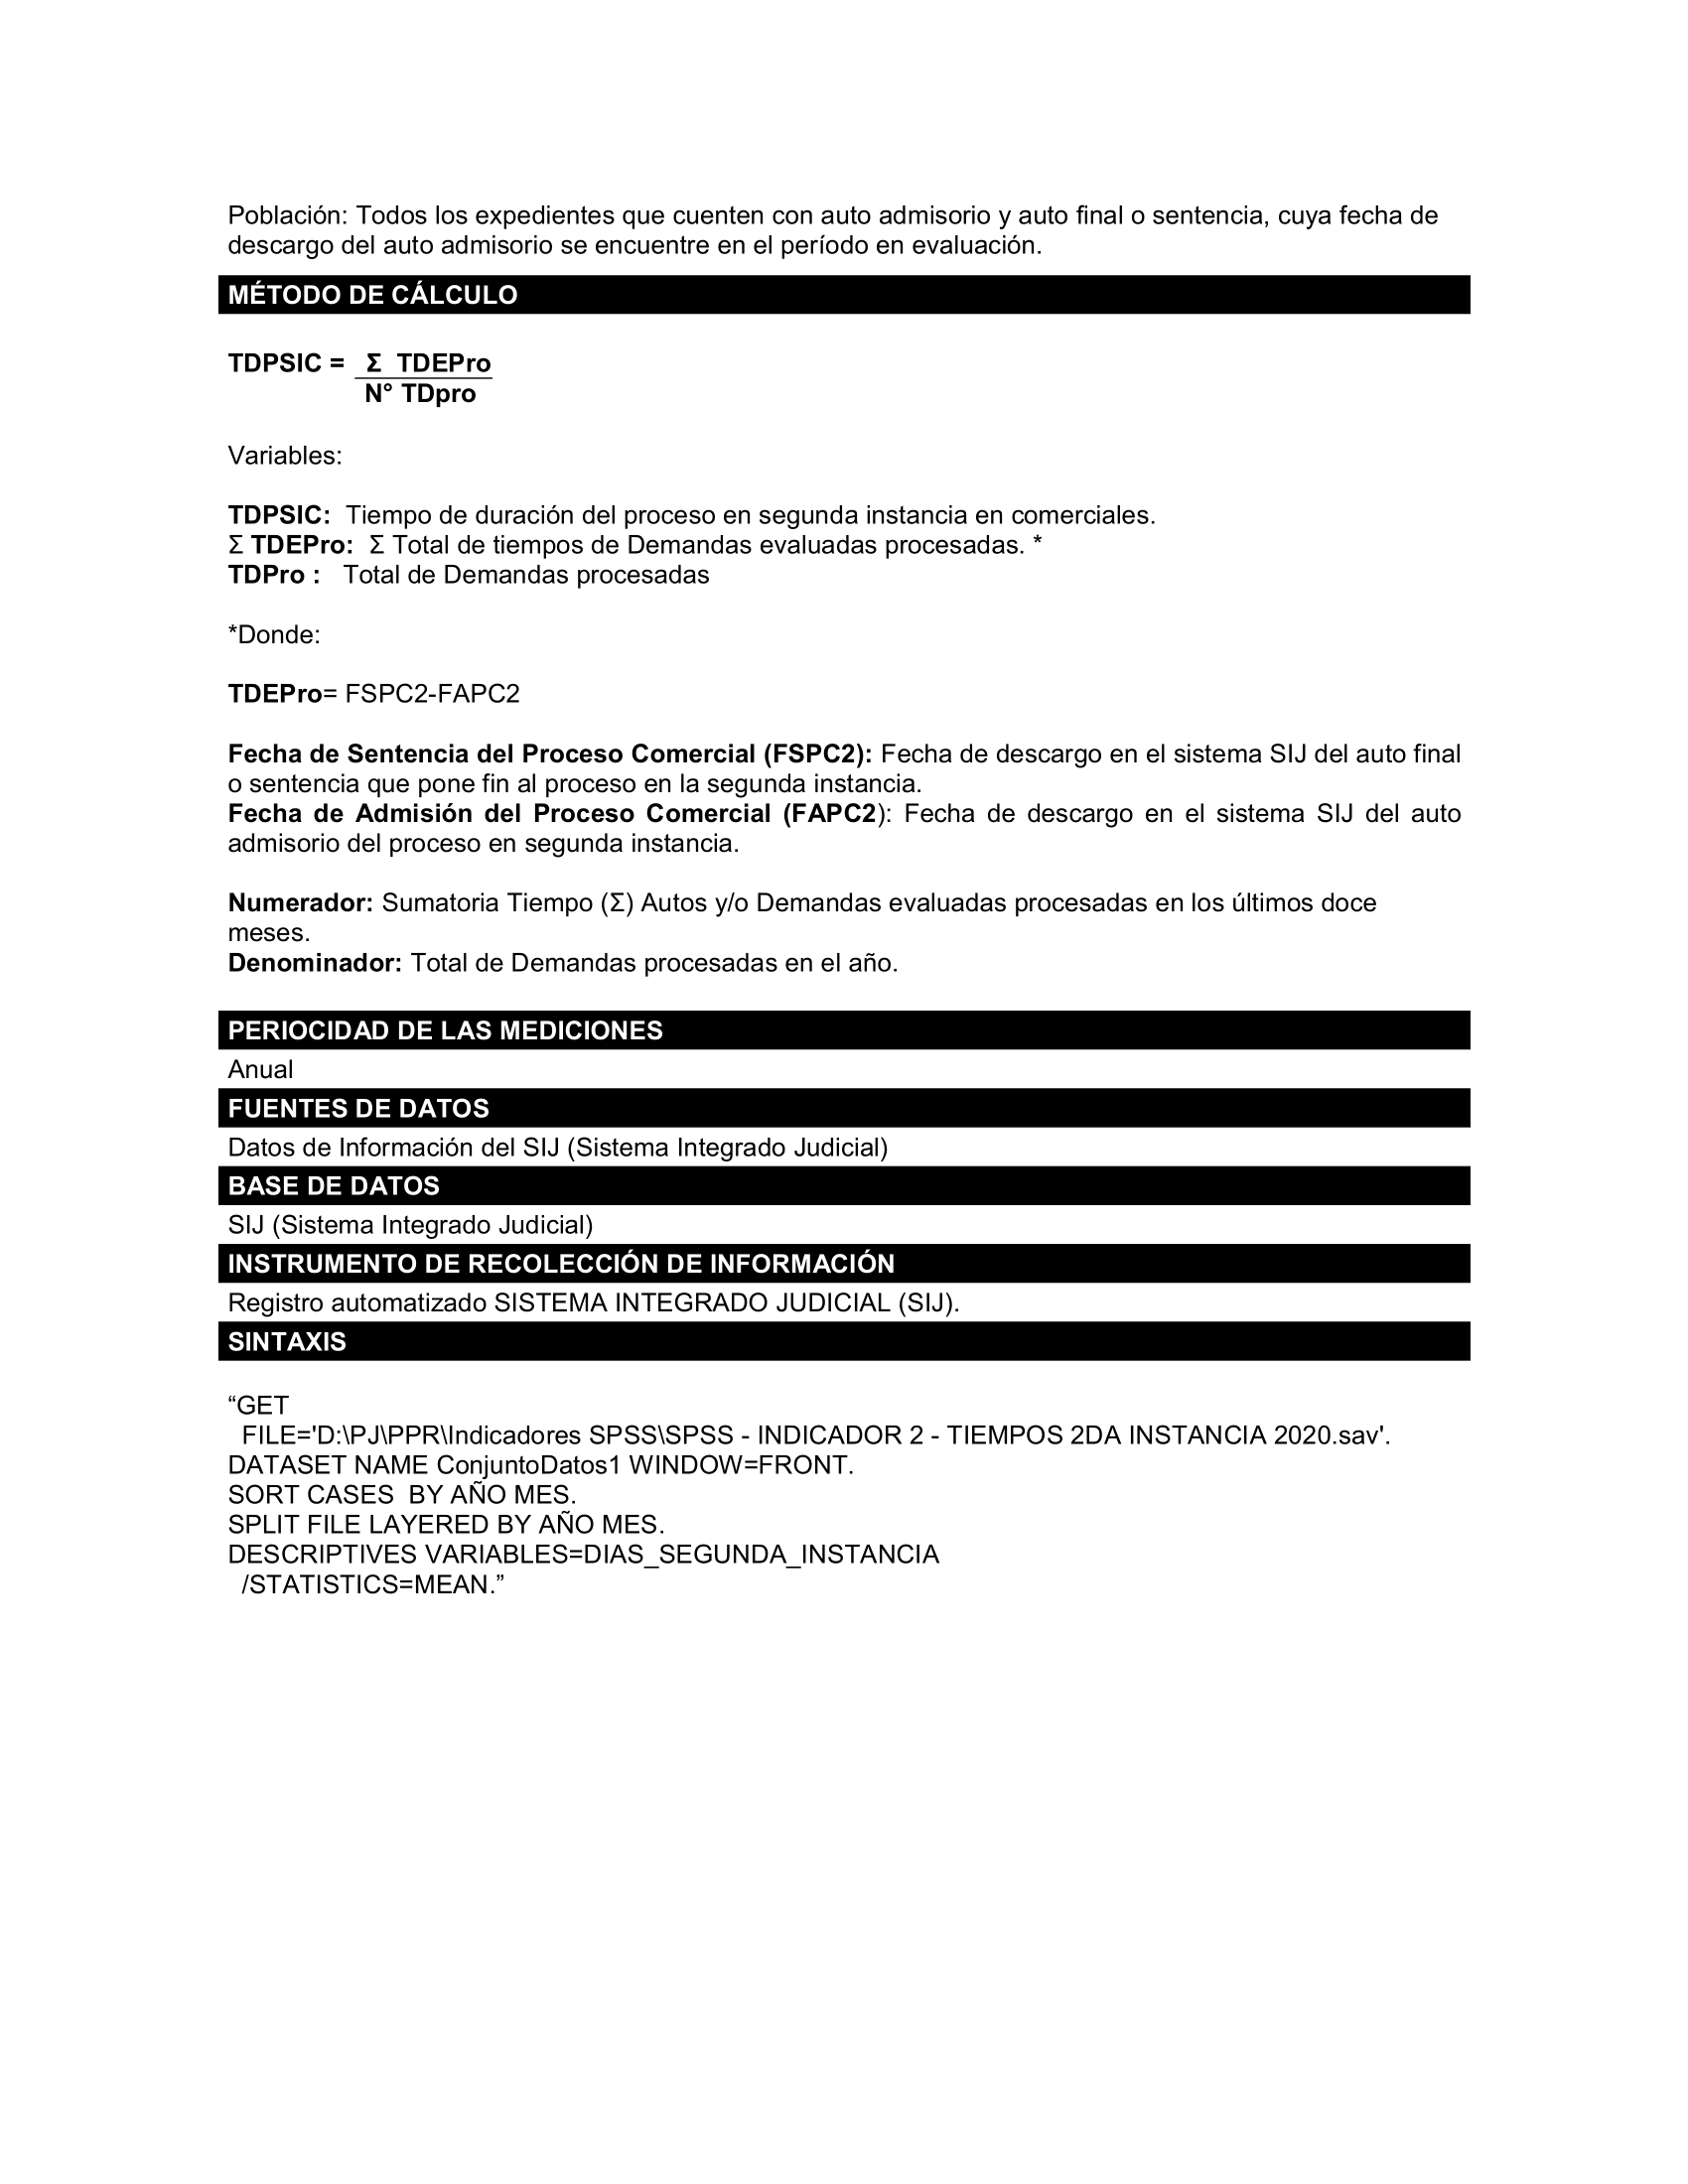 Población: Todos los expedientes que cuenten con auto admisorio y auto final o sentencia, cuya fecha de
descargo del auto admisorio se encuentre en el período en evaluación.
MÉTODO DE CÁLCULO
TDPSIC = Σ TDEPro
N° TDpro
Variables:
TDPSIC: Tiempo de duración del proceso en segunda instancia en comerciales.
Σ TDEPro: Σ Total de tiempos de Demandas evaluadas procesadas. *
TDPro : Total de Demandas procesadas
*Donde:
TDEPro= FSPC2-FAPC2
Fecha de Sentencia del Proceso Comercial (FSPC2): Fecha de descargo en el sistema SIJ del auto final
o sentencia que pone fin al proceso en la segunda instancia.
Fecha de Admisión del Proceso Comercial (FAPC2): Fecha de descargo en el sistema SIJ del auto
admisorio del proceso en segunda instancia.
Numerador: Sumatoria Tiempo (Σ) Autos y/o Demandas evaluadas procesadas en los últimos doce
meses.
Denominador: Total de Demandas procesadas en el año.
PERIOCIDAD DE LAS MEDICIONES
Anual
FUENTES DE DATOS
Datos de Información del SIJ (Sistema Integrado Judicial)
BASE DE DATOS
SIJ (Sistema Integrado Judicial)
INSTRUMENTO DE RECOLECCIÓN DE INFORMACIÓN
Registro automatizado SISTEMA INTEGRADO JUDICIAL (SIJ).
SINTAXIS
“GET
FILE='D:\PJ\PPR\Indicadores SPSS\SPSS - INDICADOR 2 - TIEMPOS 2DA INSTANCIA 2020.sav'.
DATASET NAME ConjuntoDatos1 WINDOW=FRONT.
SORT CASES BY AÑO MES.
SPLIT FILE LAYERED BY AÑO MES.
DESCRIPTIVES VARIABLES=DIAS_SEGUNDA_INSTANCIA
/STATISTICS=MEAN.”